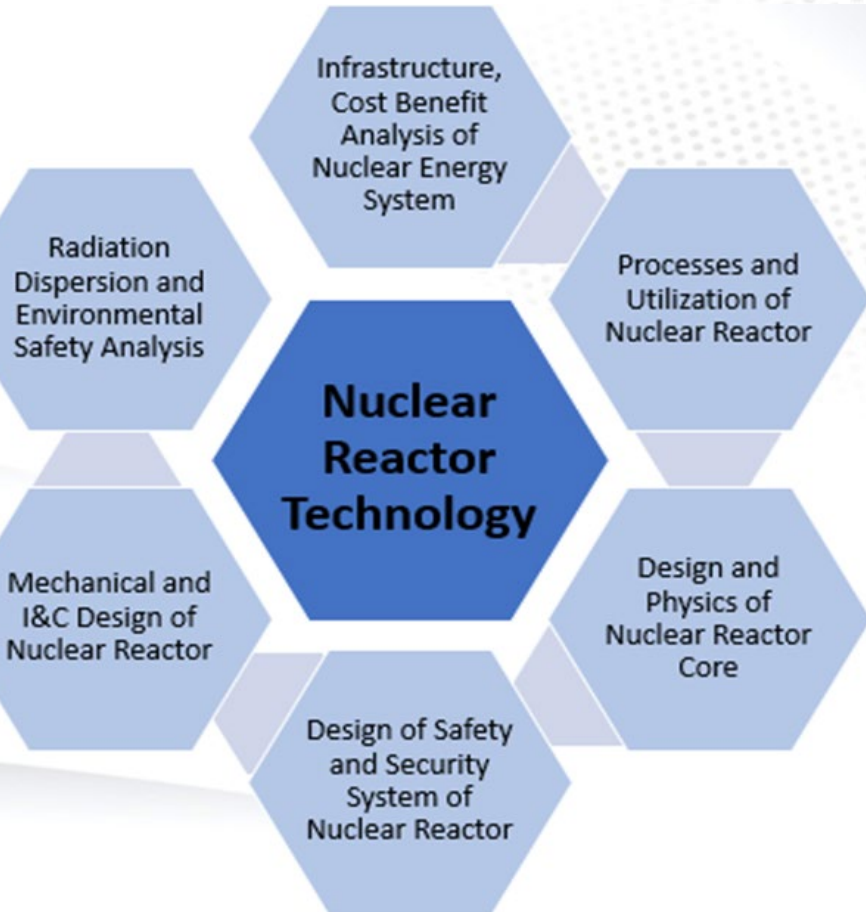 Infrastructure,
Cost Benefit
Analysis of
Nuclear Energy
System
Processes and
Utilization of
Nuclear Reactor
Design and
Physics of
Nuclear Reactor
Core
Design of Safety
and Security
System of
Nuclear Reactor
Mechanical and
I&C Design of
Nuclear Reactor
Radiation
Dispersion and
Environmental
Safety Analysis
Nuclear
Reactor
Technology